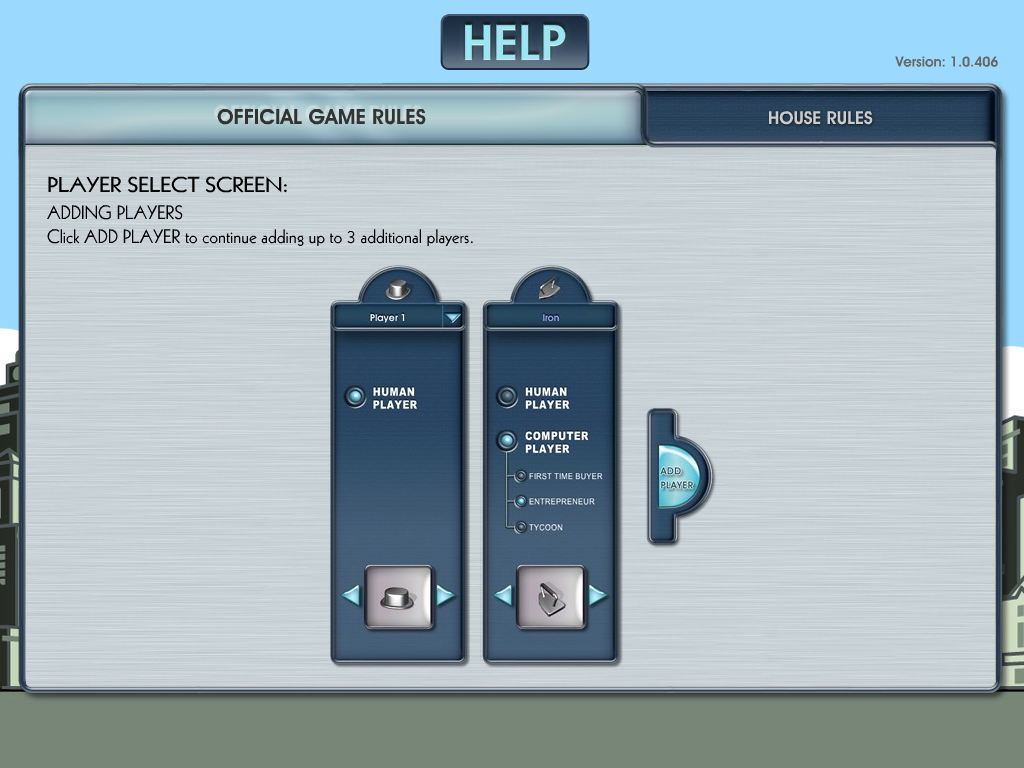 HELP
Version: 1.0.406
OFFICIAL GAME RULES
HOUSE RULES
PLAYER SELECT SCREEN:
ADDING PLAYERS
Click ADD PLAYER to continue adding up to 3 additional players.
Player 1
Iron
HUMAN
PLAYER
HUMAN
PLAYER
COMPUTER
PLAYER
FIRST TIME BUYER
ENTREPRENEUR
TYCOON
ADD
PLAYER